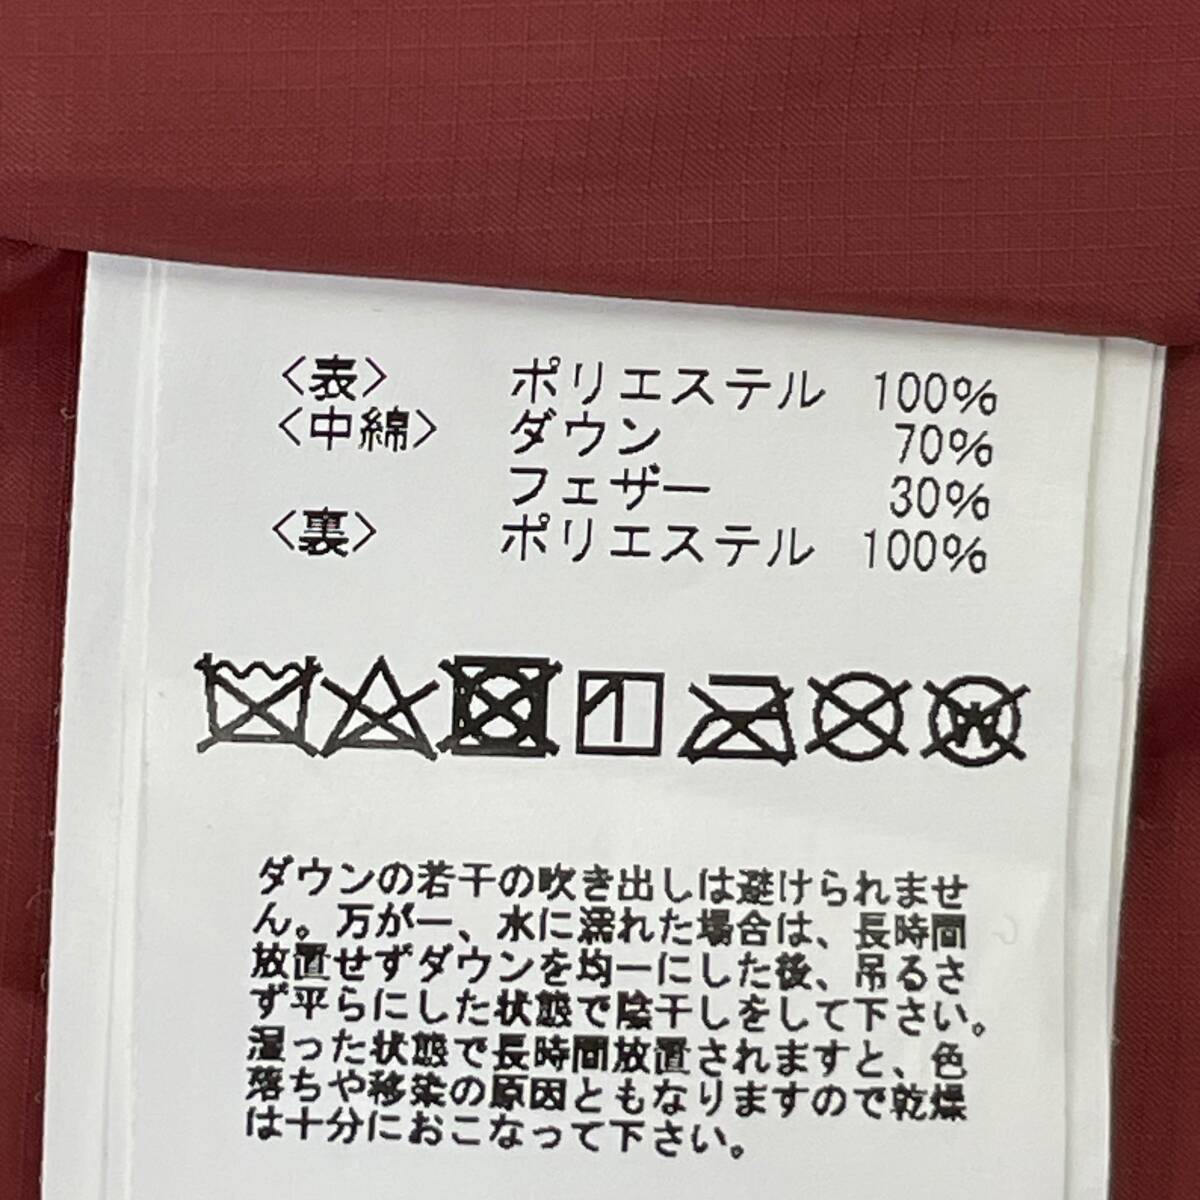 <表> ポリエステル 100%
<中綿> ダウン 70%
フェザー 30%
<裏> ポリエステル 100%
W
ダウンの若干の吹き出しは避けられませ
ん。万が一、水に濡れた場合は、長時間
放置せずダウンを均一にした後、吊るさ
ず平らにした状態で陰干しをして下さい。
湿った状態で長時間放置されますと、色
落ちや移染の原因ともなりますので乾燥
は十分におこなって下さい。